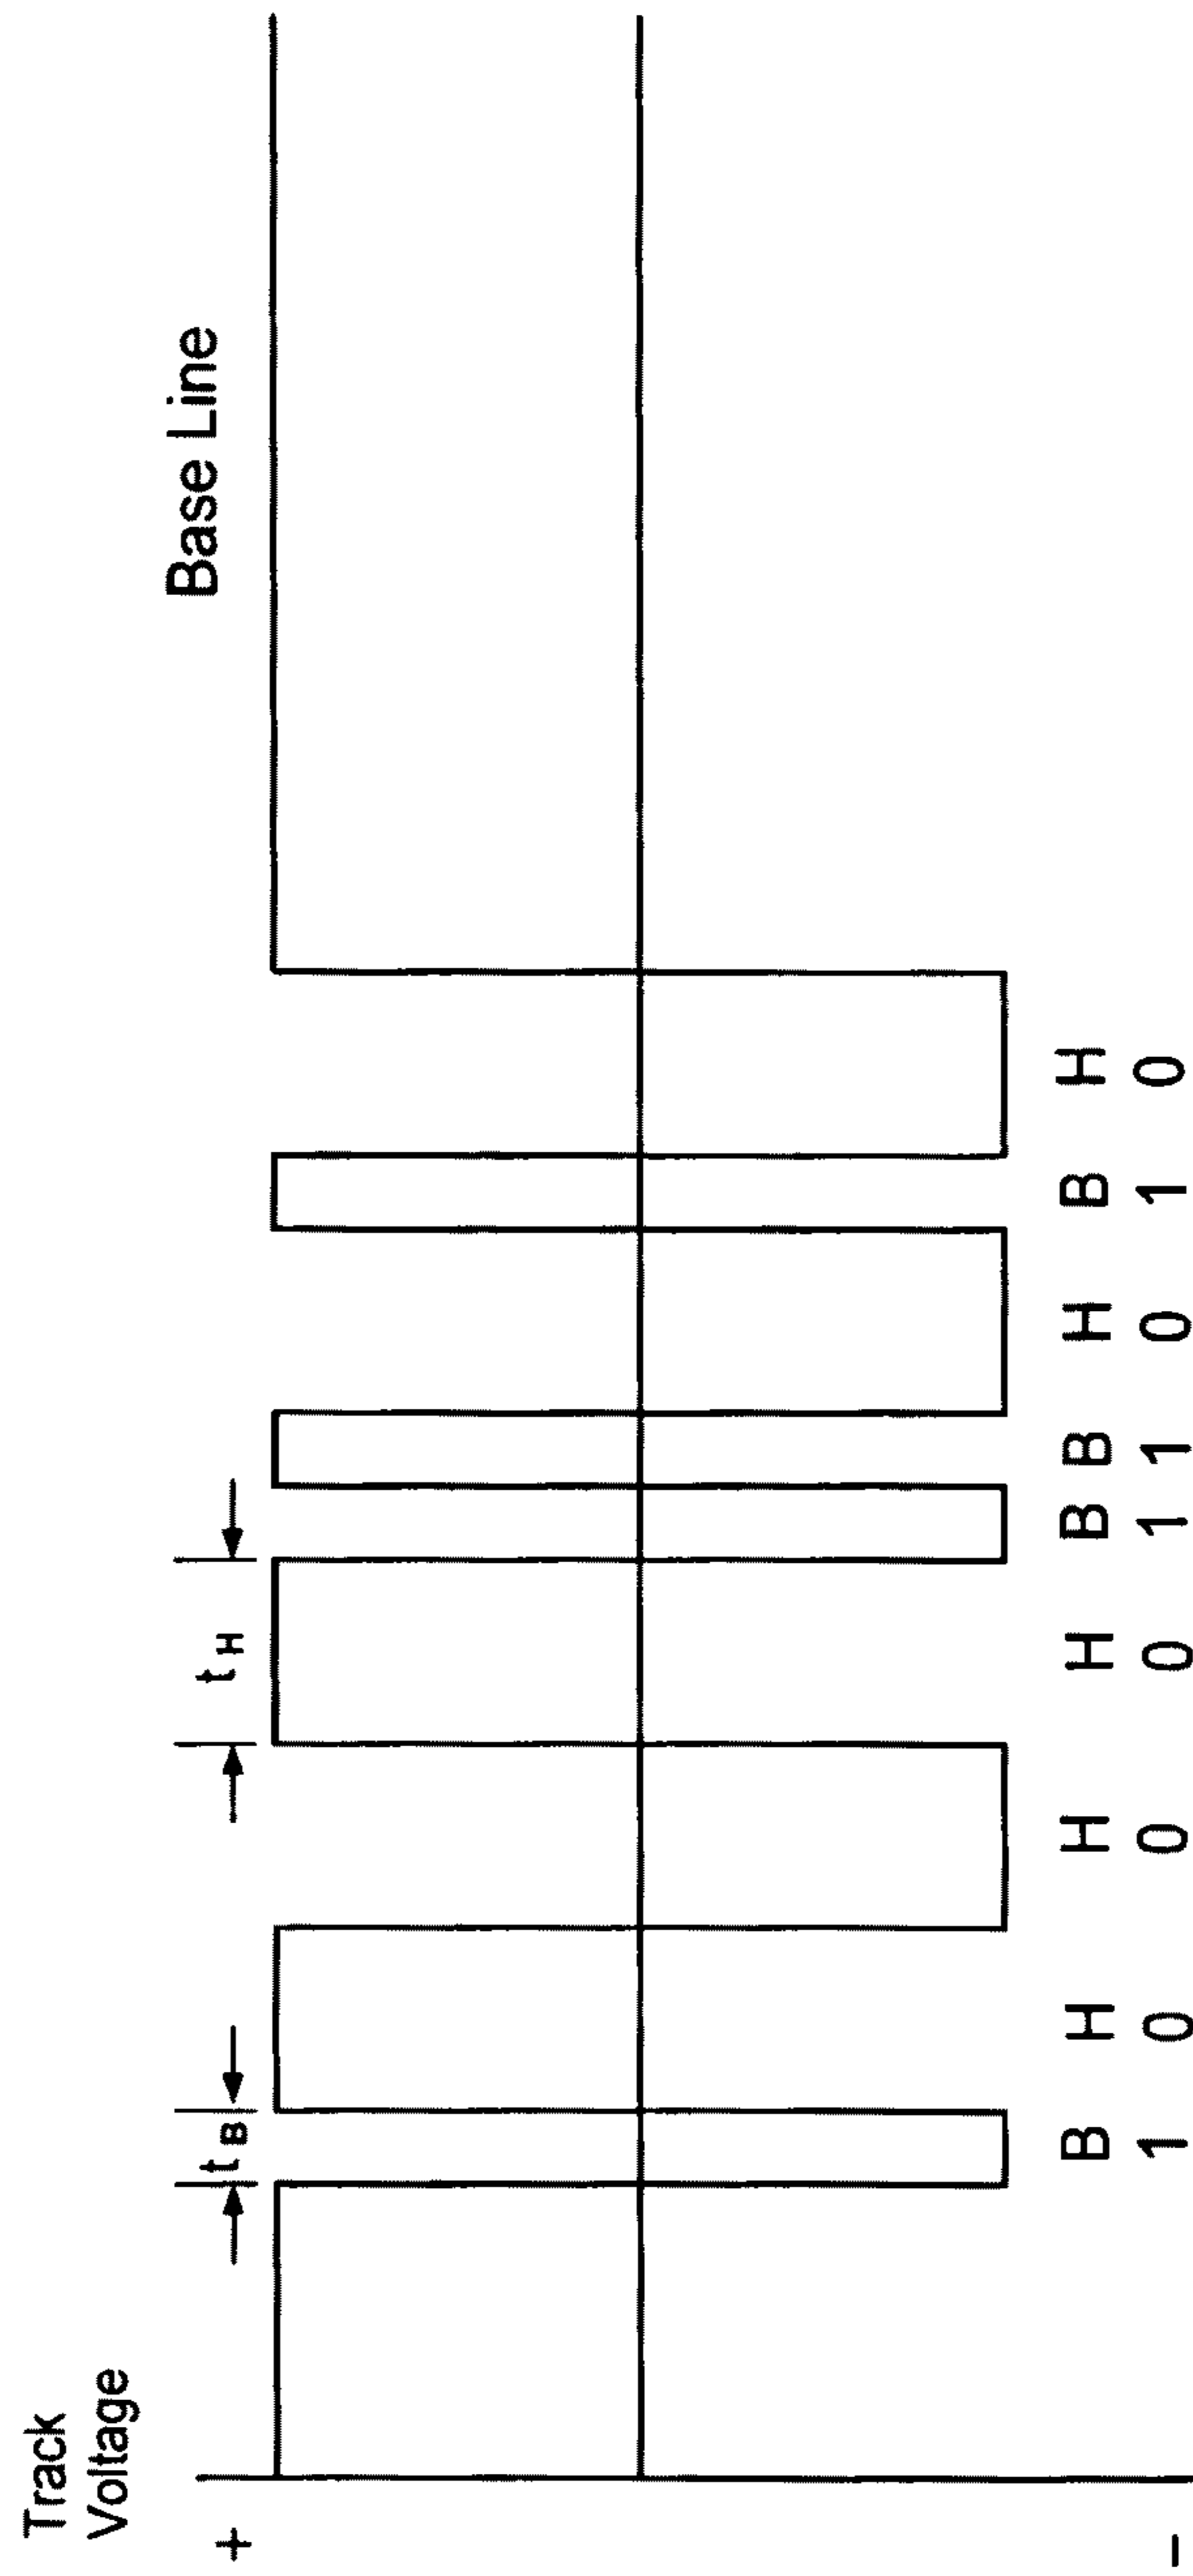 Track
Voltage
Base Line
+ tB tH
B H H H B B H B H
1 0 0 0 1 1 0 1 0
−